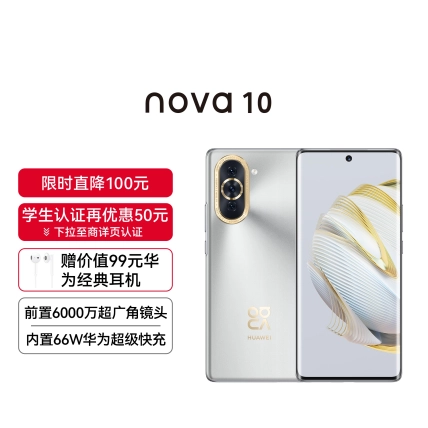 nova 10
限时直降100元
学生认证再优惠50元
下拉至商详页认证
赠价值99元华
为经典耳机
前置6000万超广角镜头
内置66W华为超级快充
HUAWEI